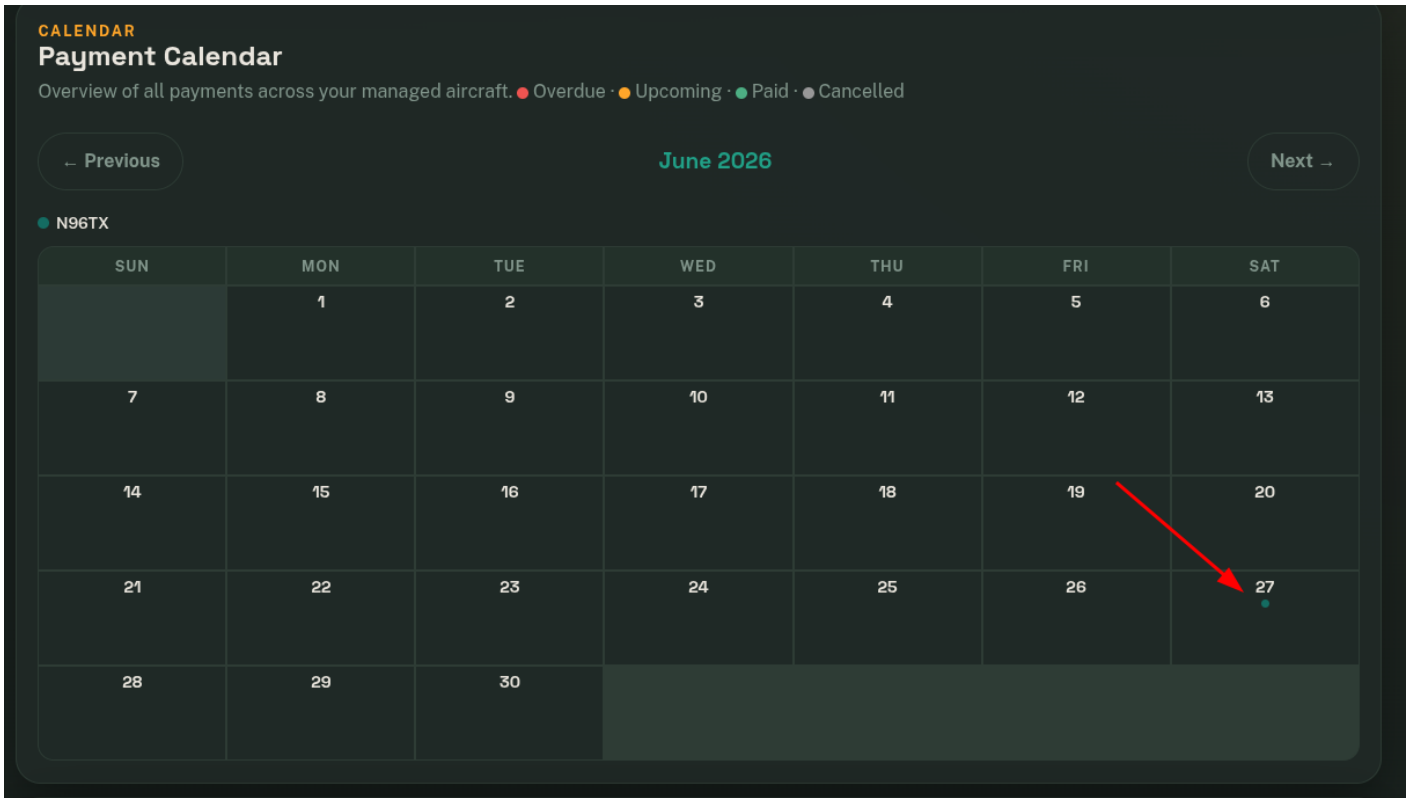 CALENDAR
Payment Calendar
Overview of all payments across your managed aircraft. ● Overdue · ● Upcoming · ● Paid · ● Cancelled
← Previous
June 2026
Next →
N96TX
SUN MON TUE WED THU FRI SAT
1 2 3 4 5 6
7 8 9 10 11 12 13
14 15 16 17 18 19 20
21 22 23 24 25 26 27
28 29 30